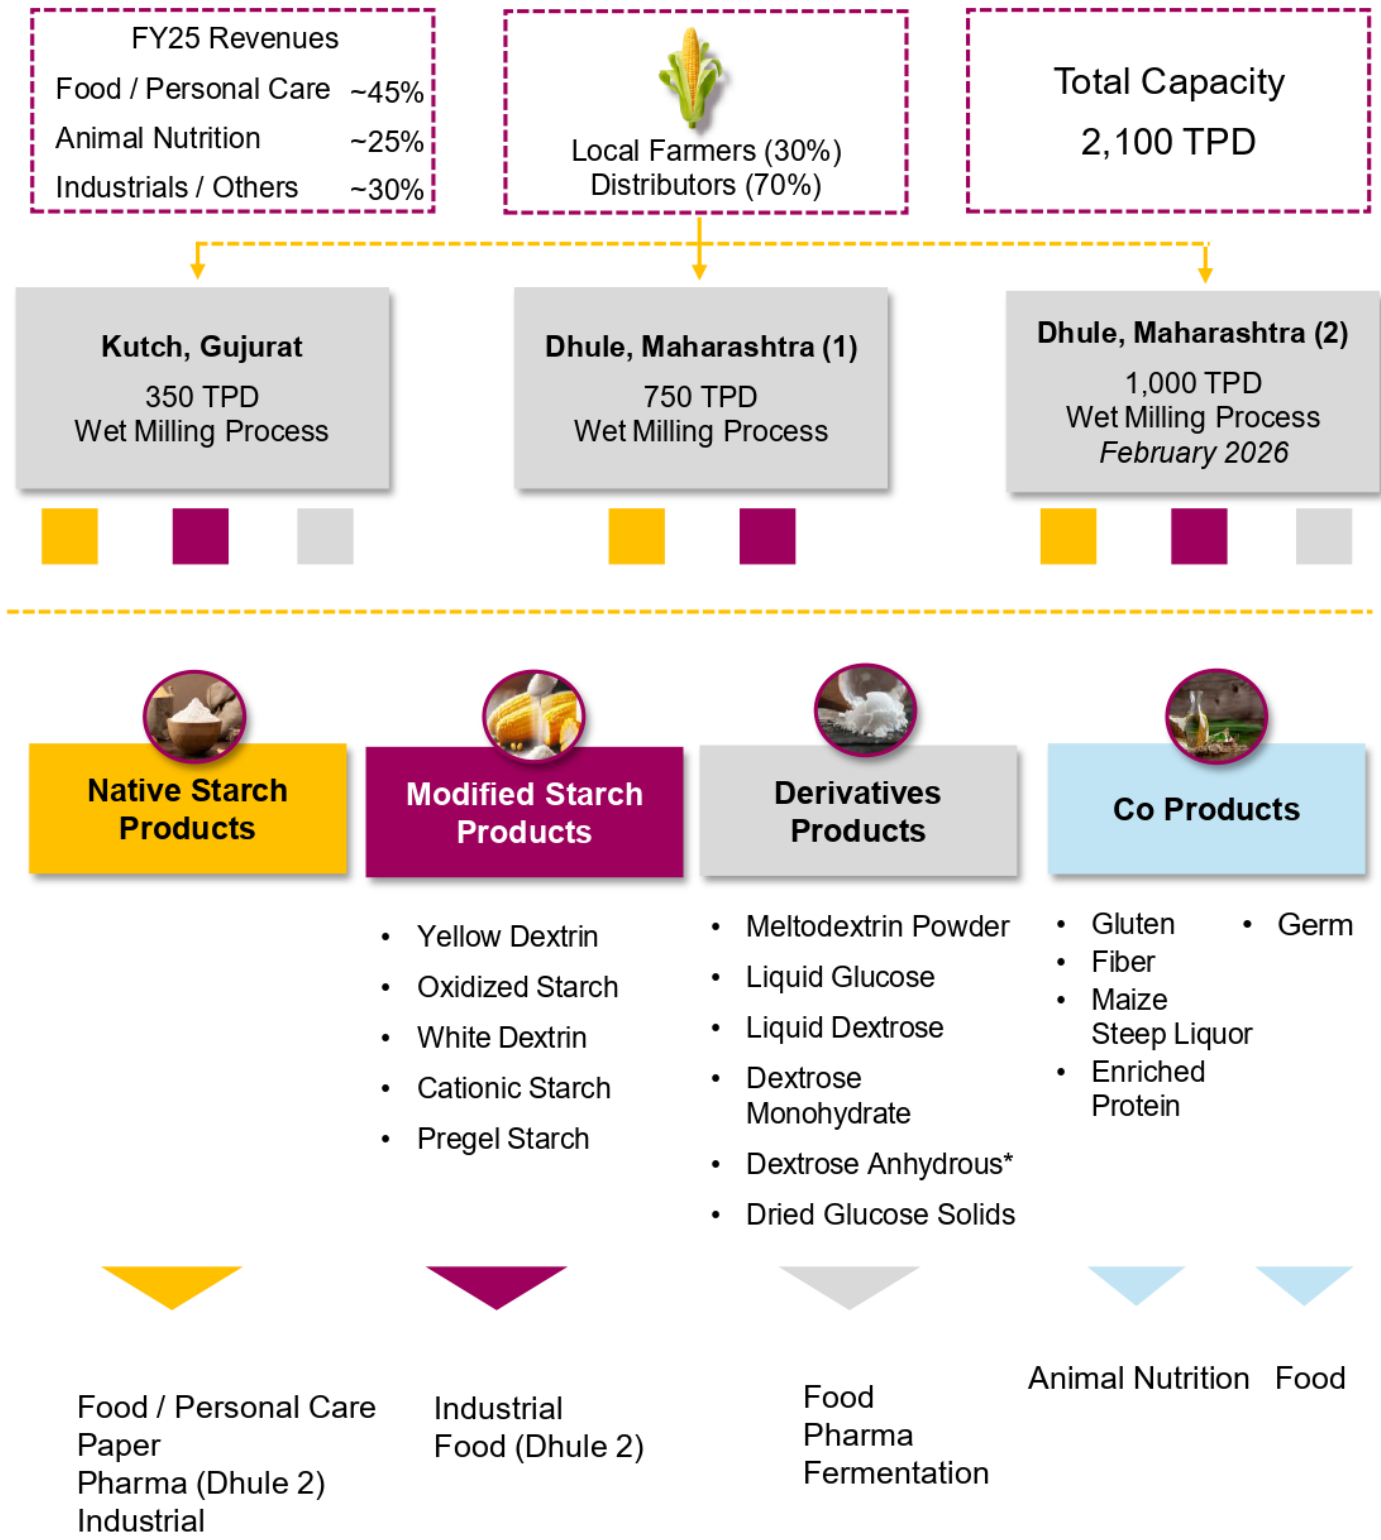 FY25 Revenues
Food / Personal Care ~45%
Animal Nutrition ~25%
Industrials / Others ~30%
Local Farmers (30%)
Distributors (70%)
Total Capacity
2,100 TPD
Kutch, Gujurat
350 TPD
Wet Milling Process
Dhule, Maharashtra (1)
750 TPD
Wet Milling Process
Dhule, Maharashtra (2)
1,000 TPD
Wet Milling Process
February 2026
Native Starch
Products
Modified Starch
Products
Derivatives
Products
Co Products
• Yellow Dextrin
• Oxidized Starch
• White Dextrin
• Cationic Starch
• Pregel Starch
• Meltodextrin Powder
• Liquid Glucose
• Liquid Dextrose
• Dextrose
Monohydrate
• Dextrose Anhydrous*
• Dried Glucose Solids
• Gluten
• Fiber
• Maize
Steep Liquor
• Enriched
Protein
• Germ
Food / Personal Care
Paper
Pharma (Dhule 2)
Industrial
Industrial
Food (Dhule 2)
Food
Pharma
Fermentation
Animal Nutrition
Food